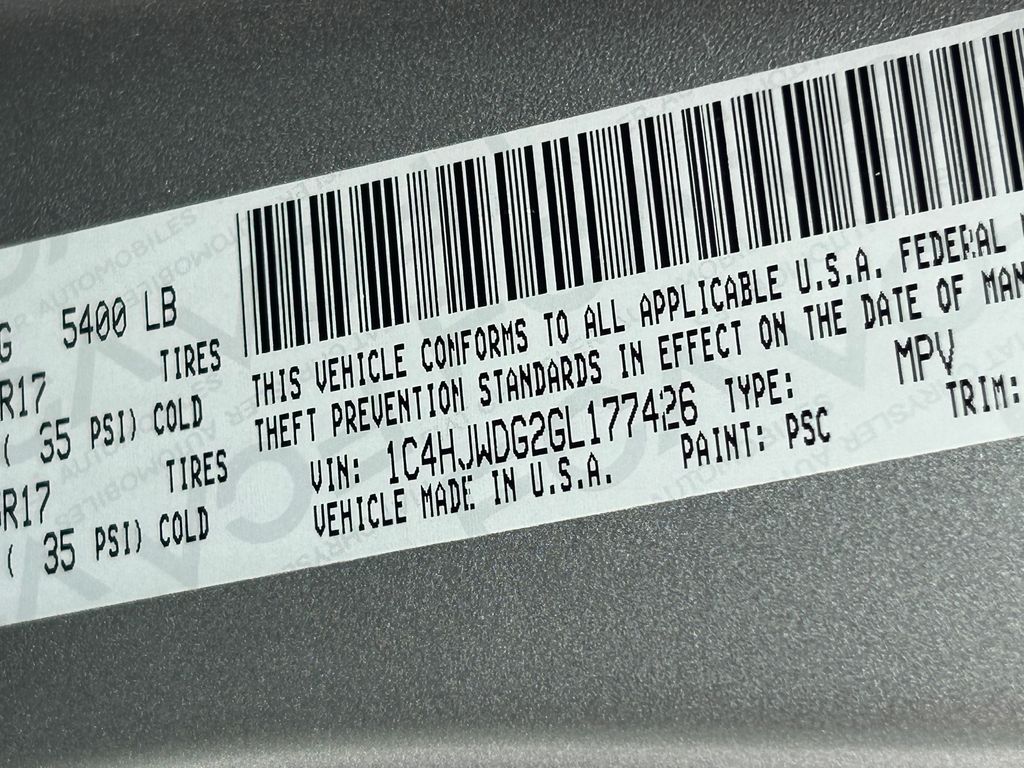 G 5400 LB
TIRES
R17
( 35 PSI) COLD
TIRES
R17
( 35 PSI) COLD
THIS VEHICLE CONFORMS TO ALL APPLICABLE U.S.A. FEDERAL
THEFT PREVENTION STANDARDS IN EFFECT ON THE DATE OF MAN
VIN: 1C4HJWDG2GL177426 TYPE: MPV
VEHICLE MADE IN U.S.A. PAINT: PSC TRIM: